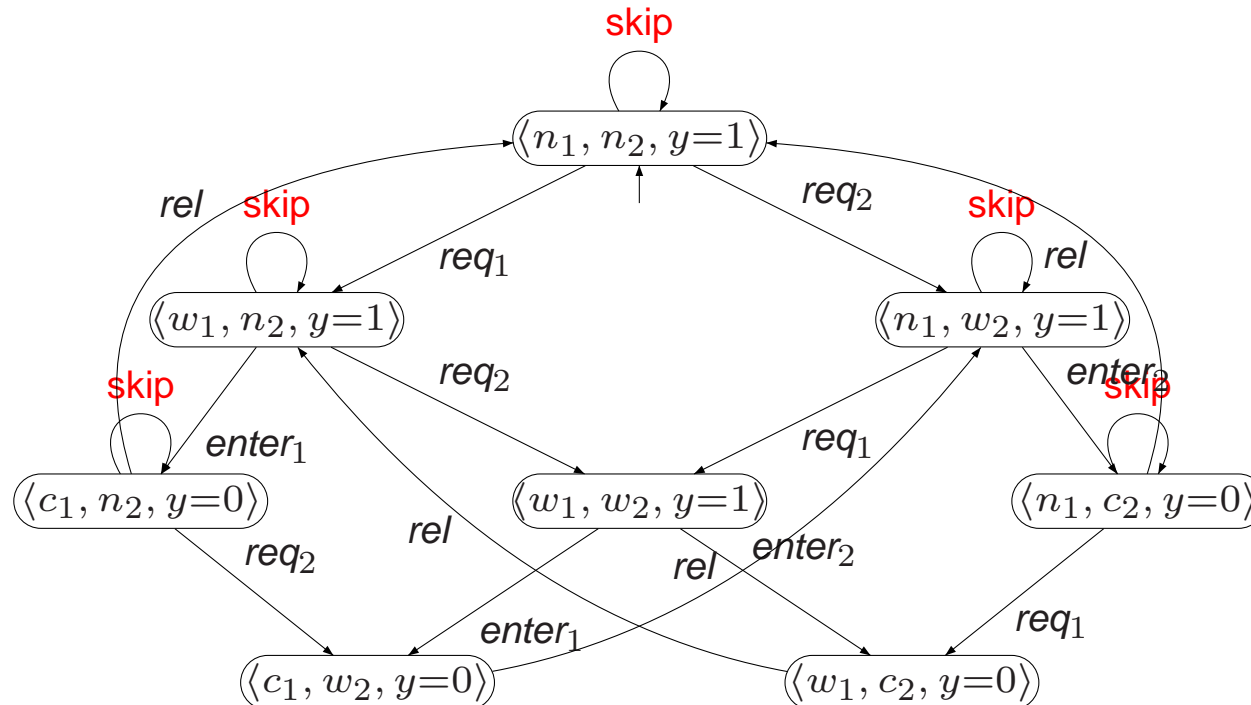 skip
⟨n₁, n₂, y=1⟩
rel
skip
req₂
skip
req₁
rel
⟨w₁, n₂, y=1⟩
⟨n₁, w₂, y=1⟩
skip
req₂
enter₂
skip
enter₁
req₁
⟨c₁, n₂, y=0⟩
⟨w₁, w₂, y=1⟩
⟨n₁, c₂, y=0⟩
rel
req₂
rel
enter₂
enter₁
req₁
⟨c₁, w₂, y=0⟩
⟨w₁, c₂, y=0⟩